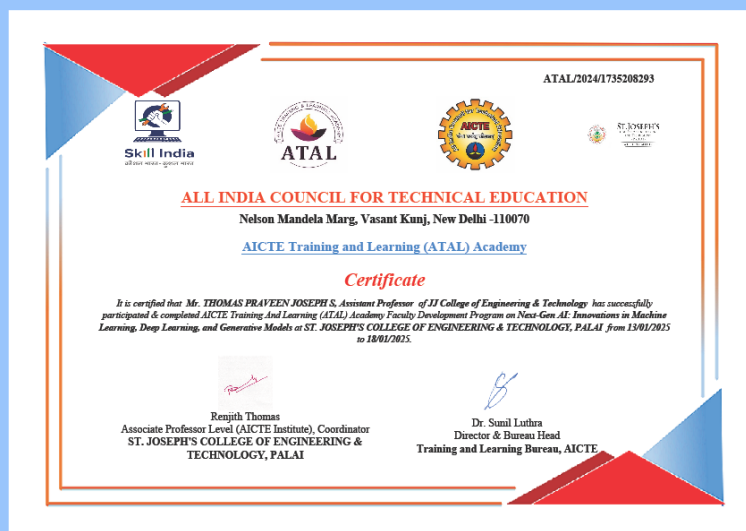 ATAL/2024/1735208293
Skill India
कौशल भारत - कुशल भारत
ATAL
AICTE
ST.JOSEPH'S
ALL INDIA COUNCIL FOR TECHNICAL EDUCATION
Nelson Mandela Marg, Vasant Kunj, New Delhi -110070
AICTE Training and Learning (ATAL) Academy
Certificate
It is certified that Mr. THOMAS PRAVEEN JOSEPH S, Assistant Professor of JJ College of Engineering & Technology has successfully
participated & completed AICTE Training And Learning (ATAL) Academy Faculty Development Program on Next-Gen AI: Innovations in Machine
Learning, Deep Learning, and Generative Models at ST. JOSEPH'S COLLEGE OF ENGINEERING & TECHNOLOGY, PALAI from 13/01/2025
to 18/01/2025.
Renjith Thomas
Associate Professor Level (AICTE Institute), Coordinator
ST. JOSEPH'S COLLEGE OF ENGINEERING &
TECHNOLOGY, PALAI
Dr. Sunil Luthra
Director & Bureau Head
Training and Learning Bureau, AICTE